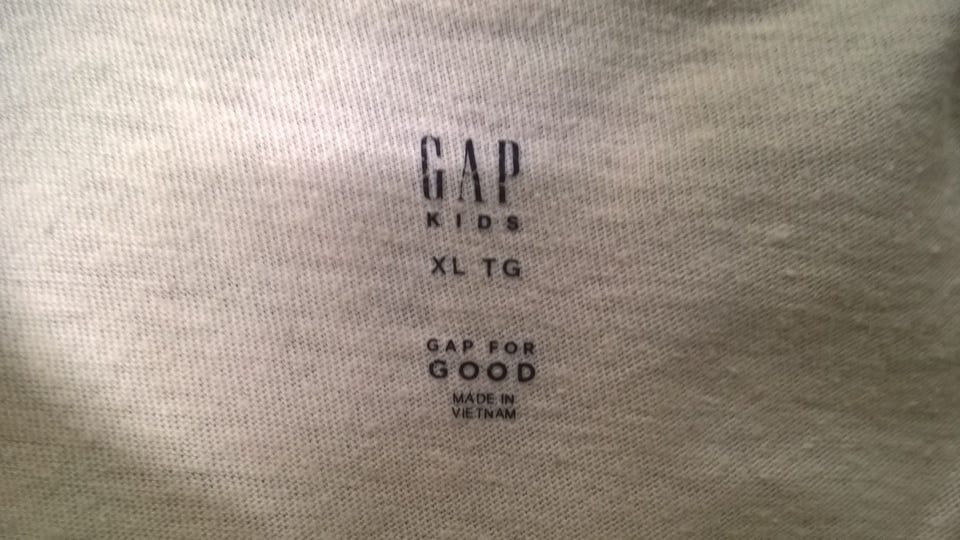 GAP
KIDS
XL TG
GAP FOR
GOOD
MADE IN
VIETNAM